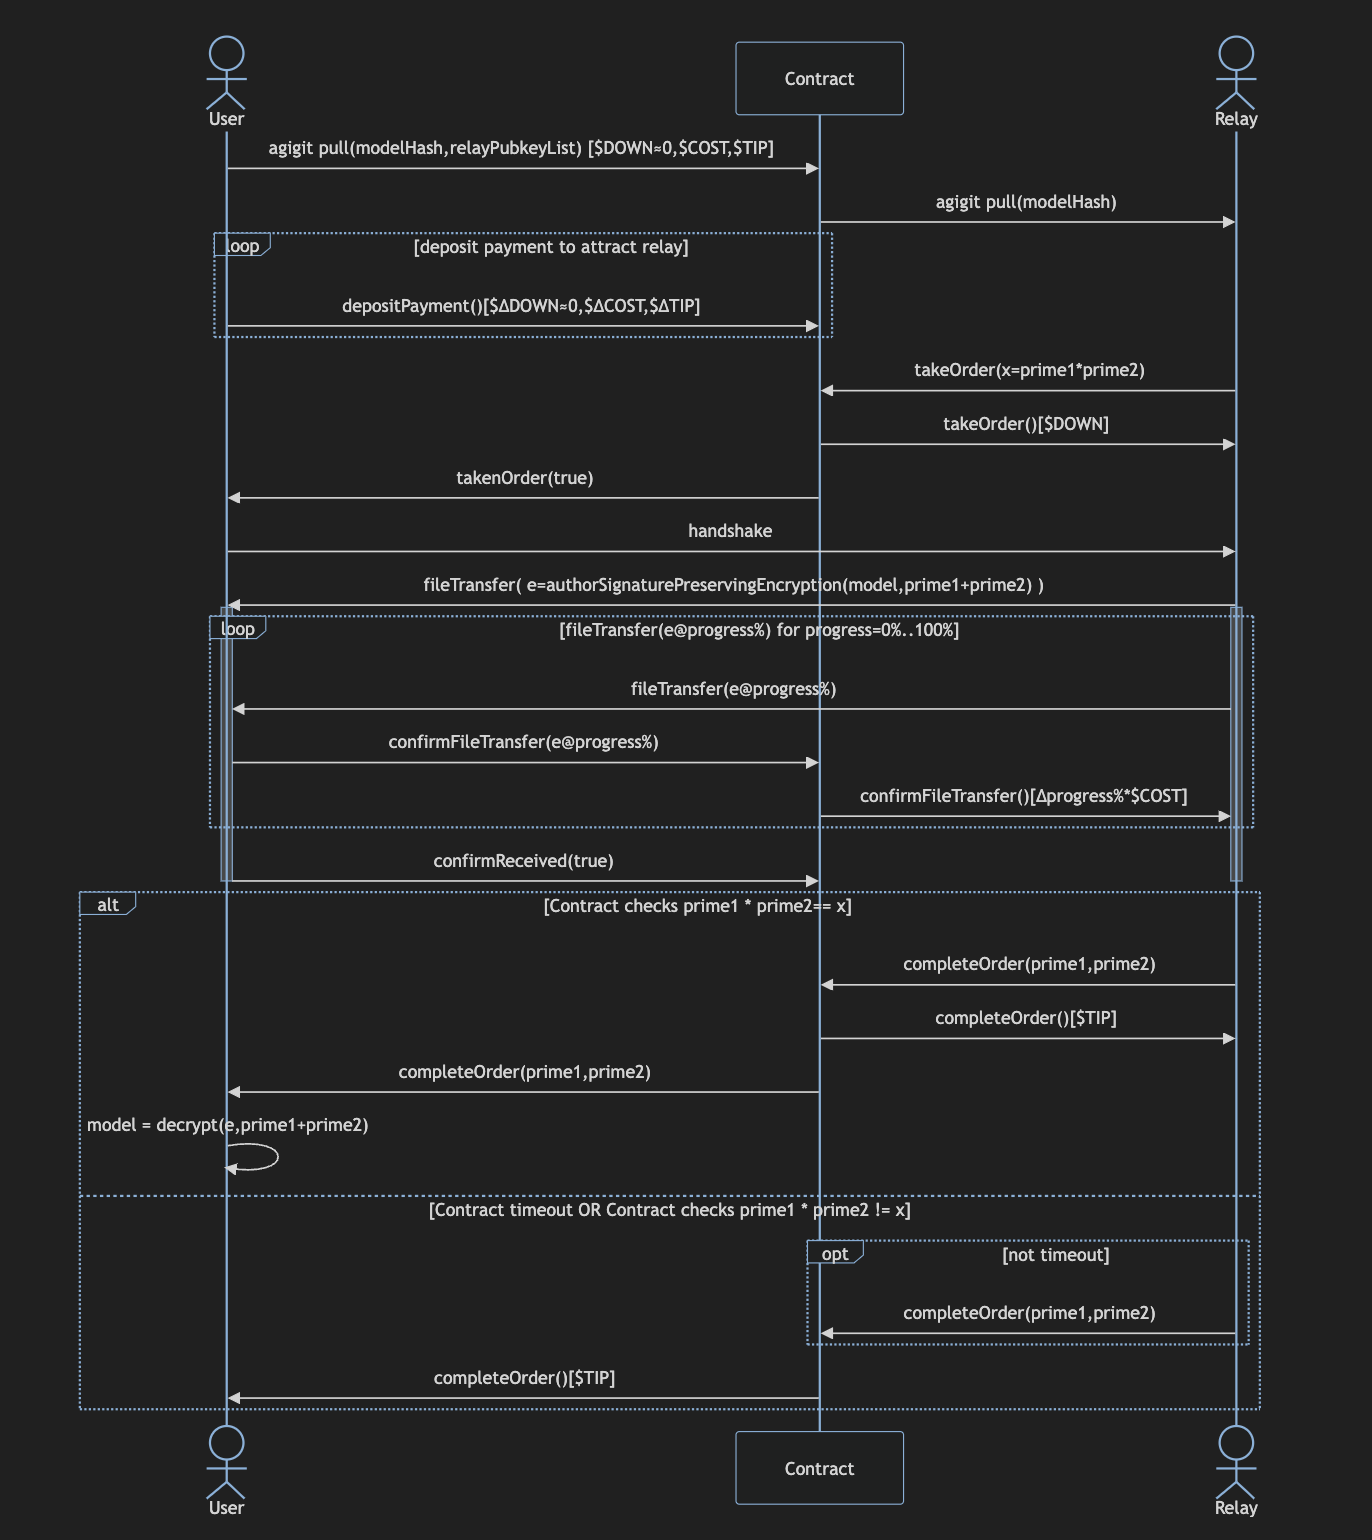 Contract
User
Relay
agigit pull(modelHash,relayPubkeyList) [$DOWN≈0,$COST,$TIP]
agigit pull(modelHash)
loop
[deposit payment to attract relay]
depositPayment()[$ΔDOWN≈0,$ΔCOST,$ΔTIP]
takeOrder(x=prime1*prime2)
takeOrder()[$DOWN]
takenOrder(true)
handshake
fileTransfer( e=authorSignaturePreservingEncryption(model,prime1+prime2) )
loop
[fileTransfer(e@progress%) for progress=0%..100%]
fileTransfer(e@progress%)
confirmFileTransfer(e@progress%)
confirmFileTransfer()[Δprogress%*$COST]
confirmReceived(true)
alt
[Contract checks prime1 * prime2== x]
completeOrder(prime1,prime2)
completeOrder()[$TIP]
completeOrder(prime1,prime2)
model = decrypt(e,prime1+prime2)
[Contract timeout OR Contract checks prime1 * prime2 != x]
opt
[not timeout]
completeOrder(prime1,prime2)
completeOrder()[$TIP]
Contract
User
Relay